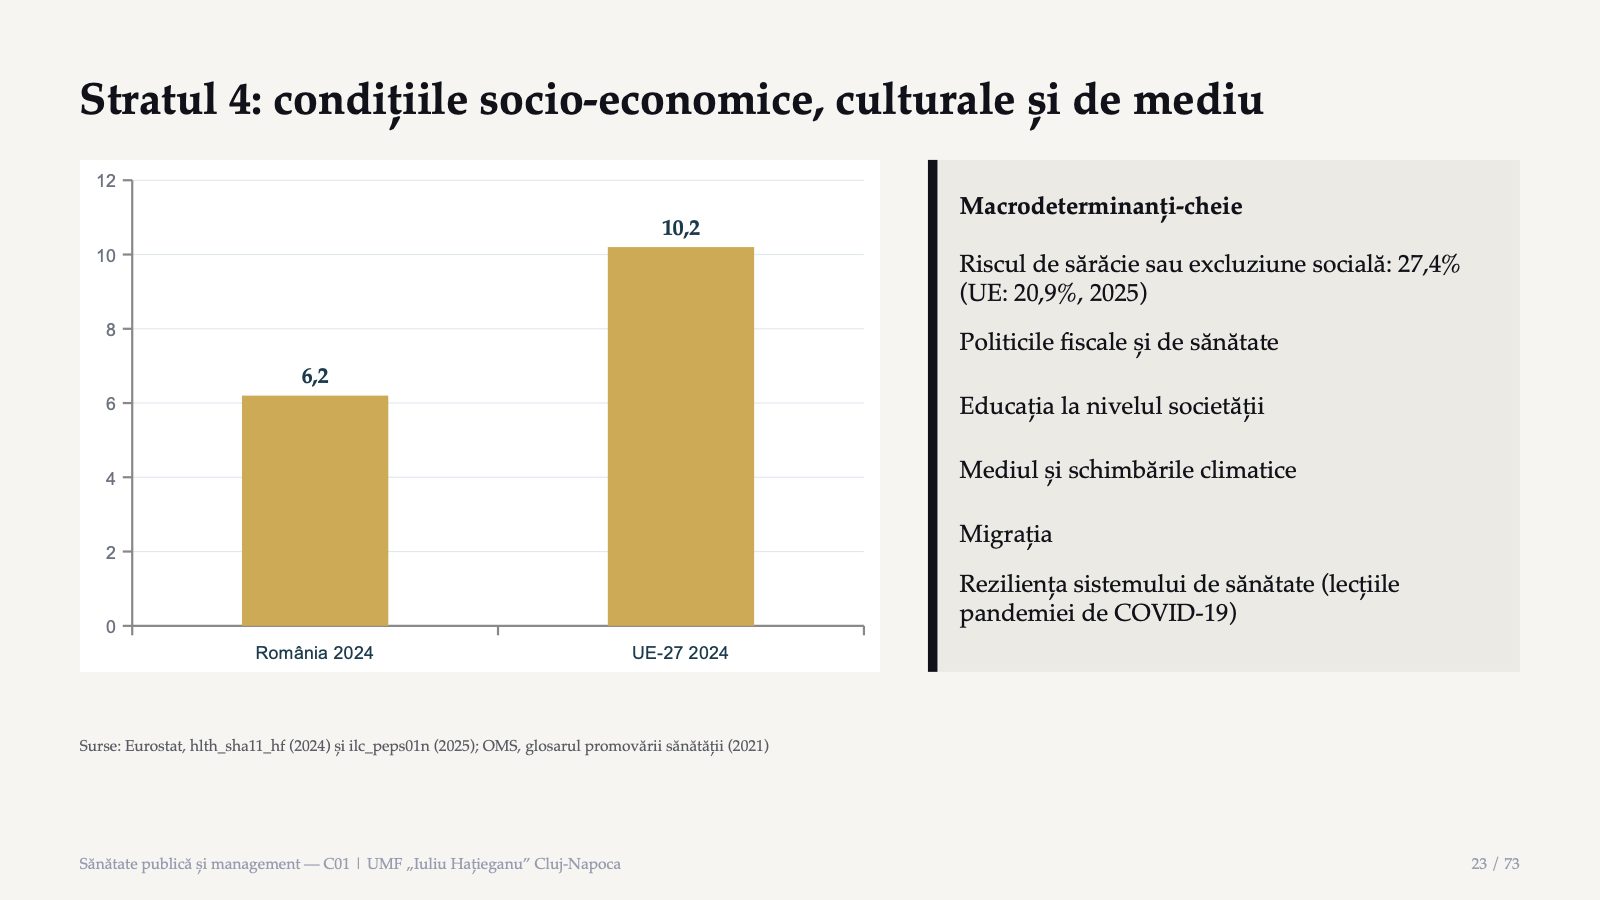 Stratul 4: condițiile socio-economice, culturale și de mediu
12
10
8
6
4
2
0
6,2
10,2
România 2024
UE-27 2024
Macrodeterminanți-cheie
Riscul de sărăcie sau excluziune socială: 27,4%
(UE: 20,9%, 2025)
Politicile fiscale și de sănătate
Educația la nivelul societății
Mediul și schimbările climatice
Migrația
Reziliența sistemului de sănătate (lecțiile
pandemiei de COVID-19)
Surse: Eurostat, hlth_sha11_hf (2024) și ilc_peps01n (2025); OMS, glosarul promovării sănătății (2021)
Sănătate publică și management — C01 | UMF „Iuliu Hațieganu” Cluj-Napoca
23 / 73